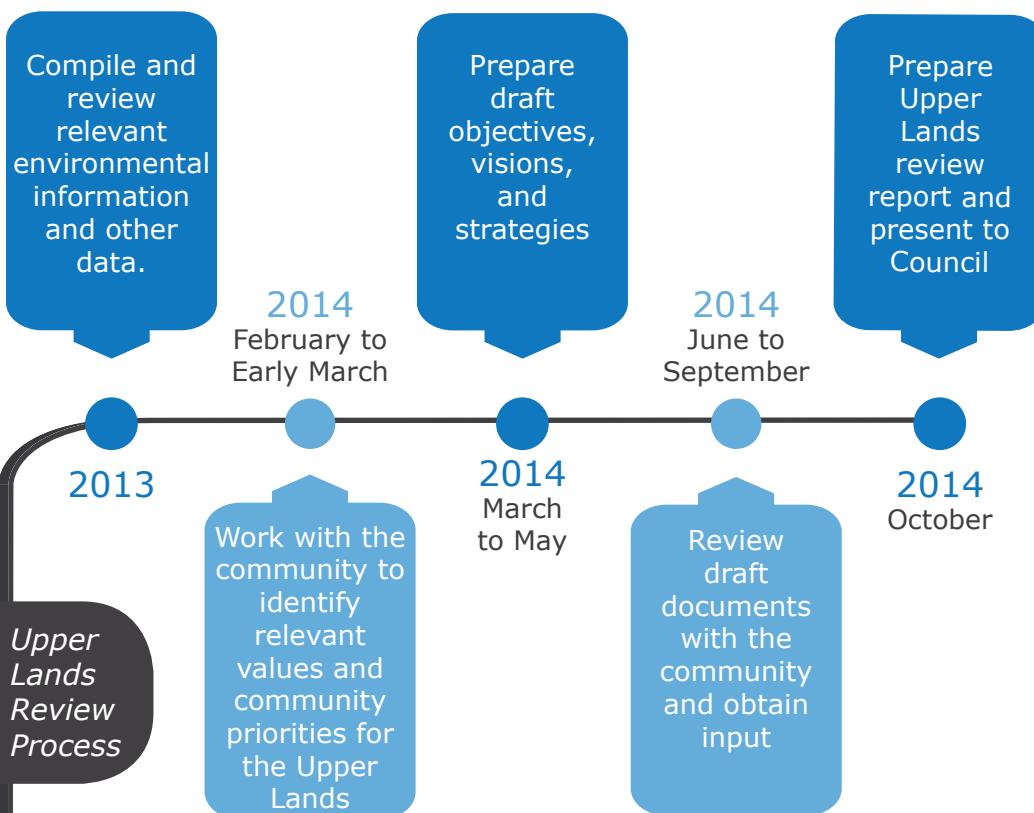 Compile and
review
relevant
environmental
information
and other
data.
2013
2014
February to
Early March
Work with the
community to
identify
relevant
values and
community
priorities for
the Upper
Lands
Prepare
draft
objectives,
visions,
and
strategies
2014
March
to May
2014
June to
September
Review
draft
documents
with the
community
and obtain
input
Prepare
Upper
Lands
review
report and
present to
Council
2014
October
Upper
Lands
Review
Process